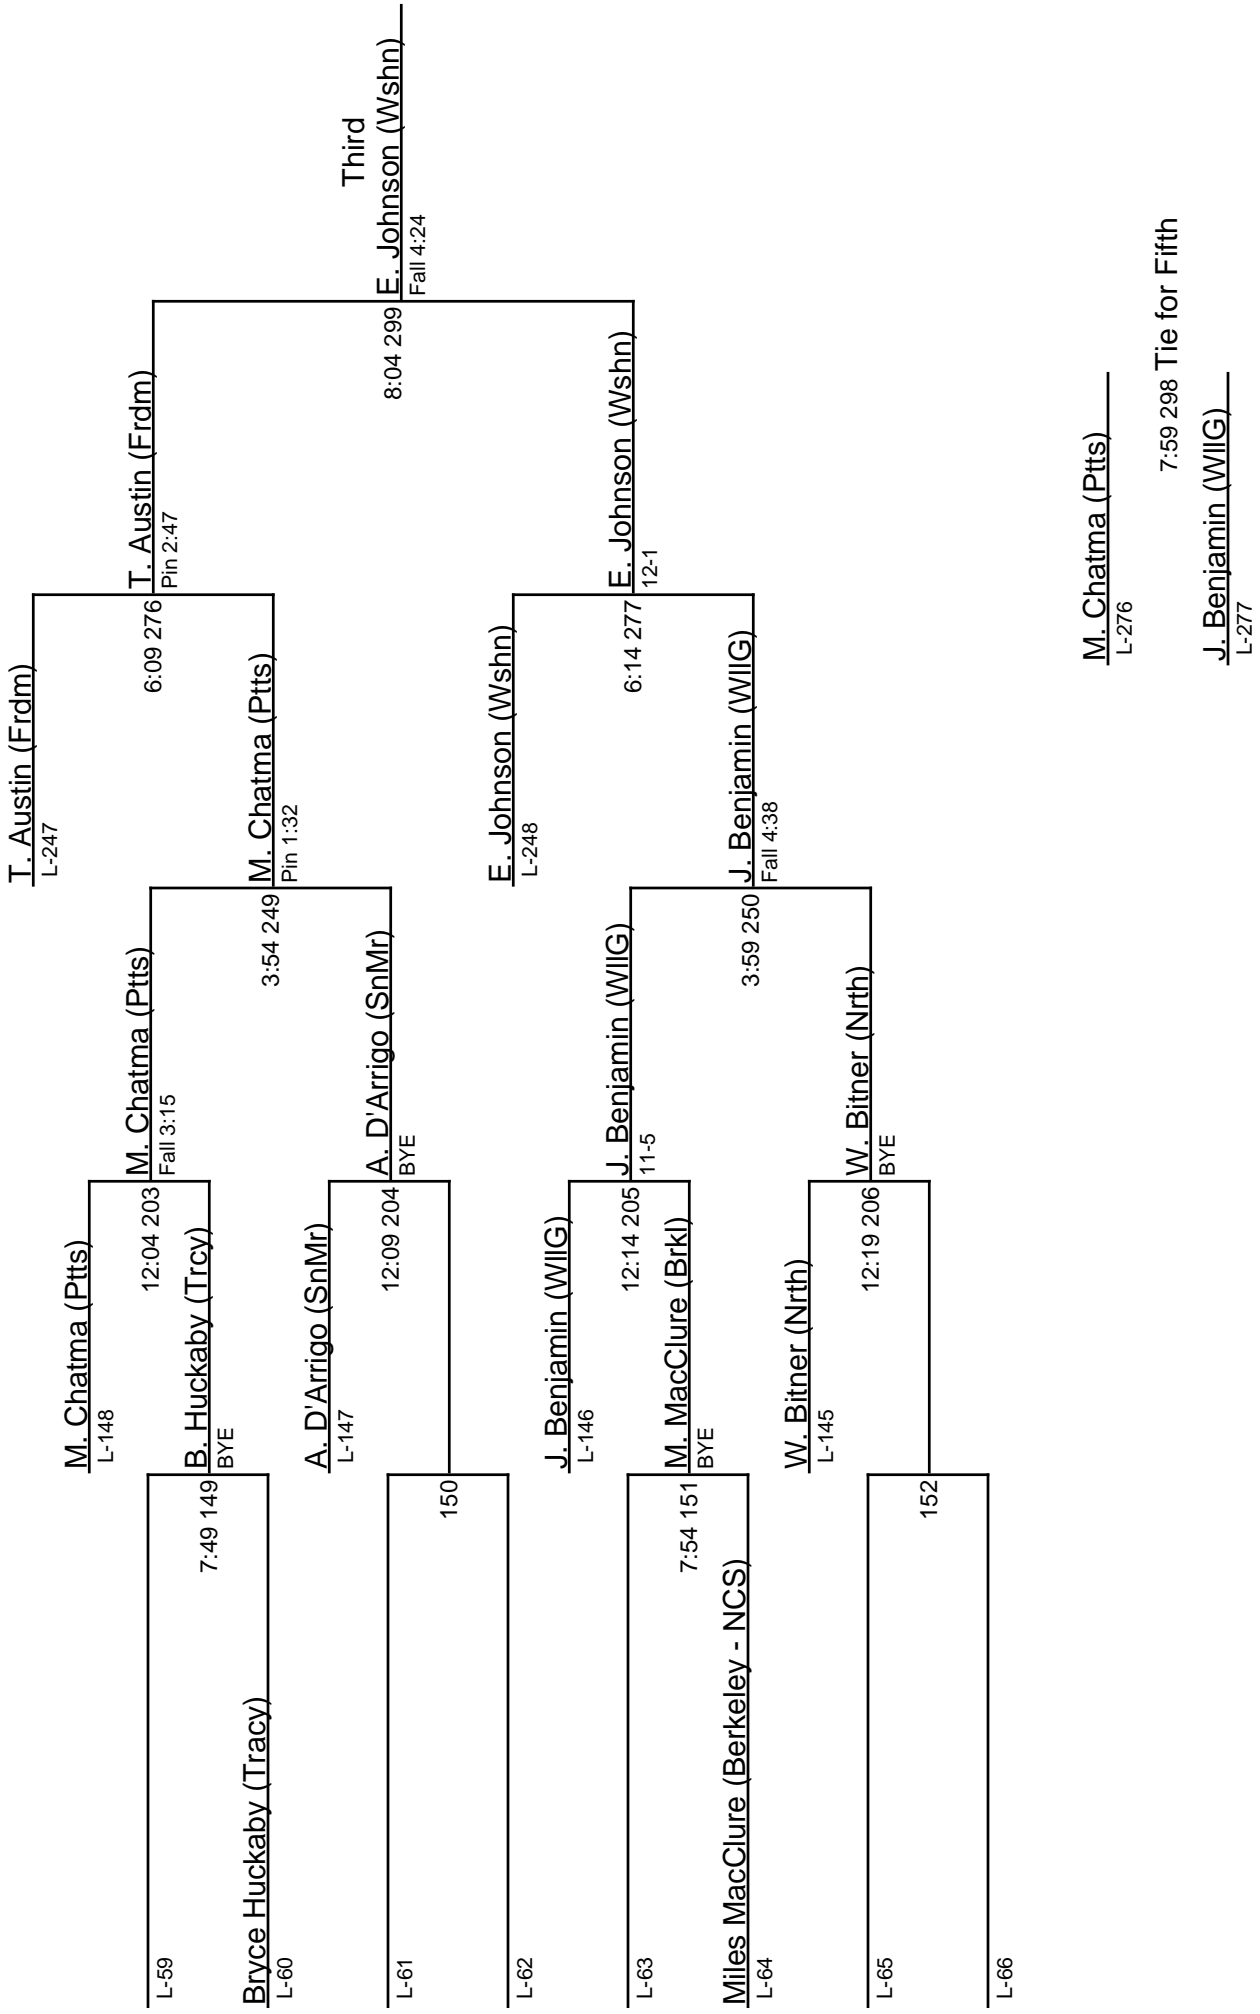 L-59
Bryce Huckaby (Tracy)
L-60
L-61
L-62
L-63
Miles MacClure (Berkeley - NCS)
L-64
L-65
L-66
7:49 149
150
7:54 151
152
M. Chatma (Ptts)
L-148
B. Huckaby (Trcy)
BYE
A. D'Arrigo (SnMr)
L-147
J. Benjamin (WllG)
L-146
M. MacClure (Brkl)
BYE
W. Bitner (Nrth)
L-145
12:04 203
12:09 204
12:14 205
12:19 206
M. Chatma (Ptts)
Fall 3:15
A. D'Arrigo (SnMr)
BYE
J. Benjamin (WllG)
11-5
W. Bitner (Nrth)
BYE
3:54 249
3:59 250
T. Austin (Frdm)
L-247
M. Chatma (Ptts)
Pin 1:32
E. Johnson (Wshn)
L-248
J. Benjamin (WllG)
Fall 4:38
6:09 276
6:14 277
T. Austin (Frdm)
Pin 2:47
E. Johnson (Wshn)
12-1
8:04 299
Third
E. Johnson (Wshn)
Fall 4:24
M. Chatma (Ptts)
L-276
7:59 298 Tie for Fifth
J. Benjamin (WllG)
L-277